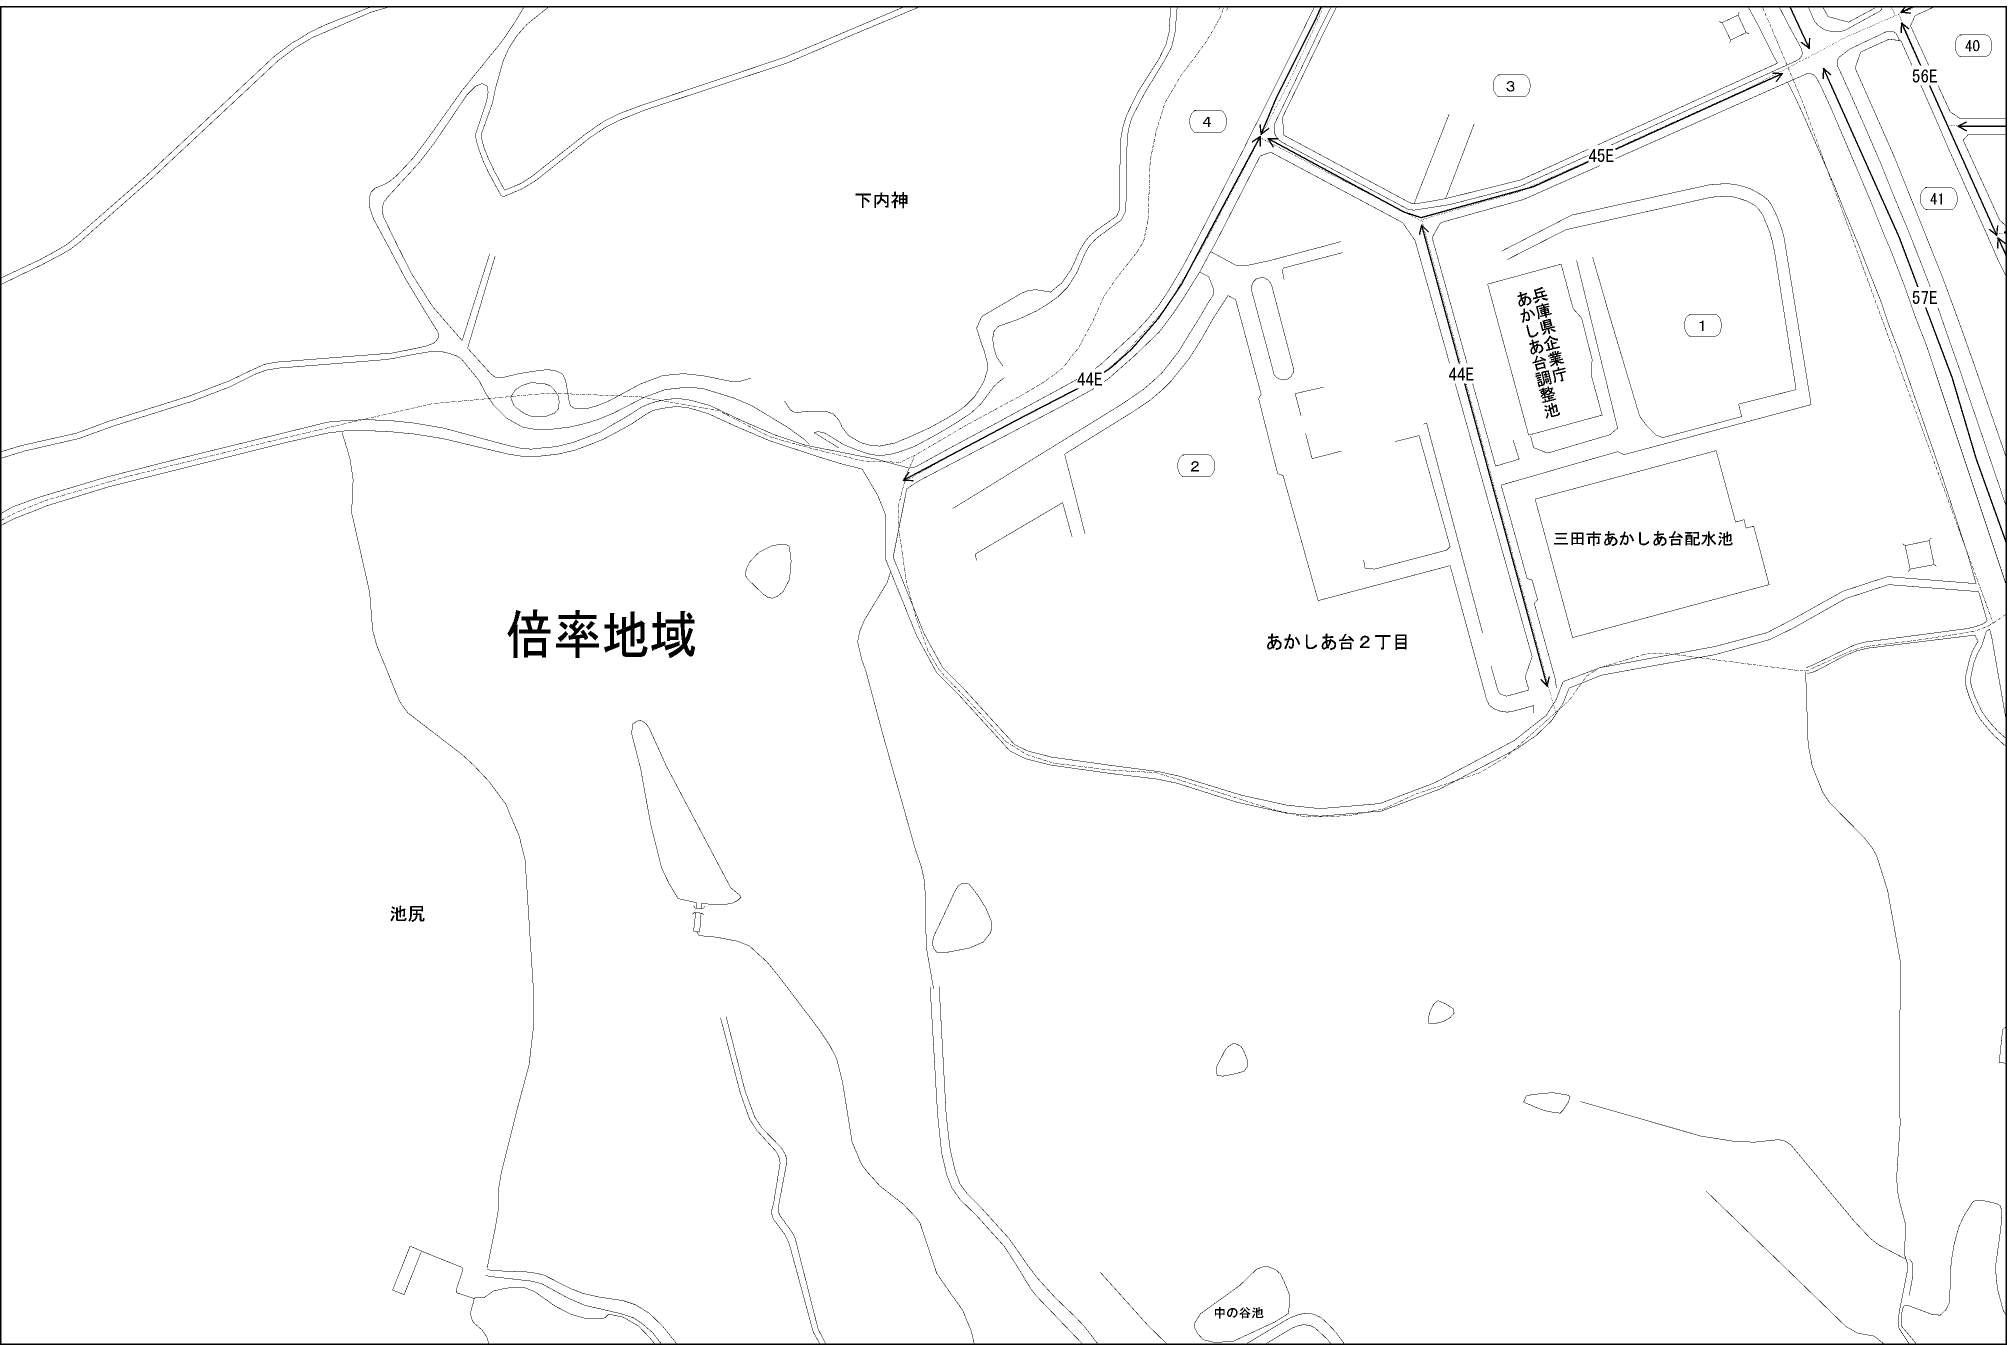 40
56E
3
4
45E
41
下内神
57E
兵庫県企業庁
あかしあ台調整池
1
44E
44E
2
三田市あかしあ台配水池
倍率地域
あかしあ台２丁目
池尻
中の谷池